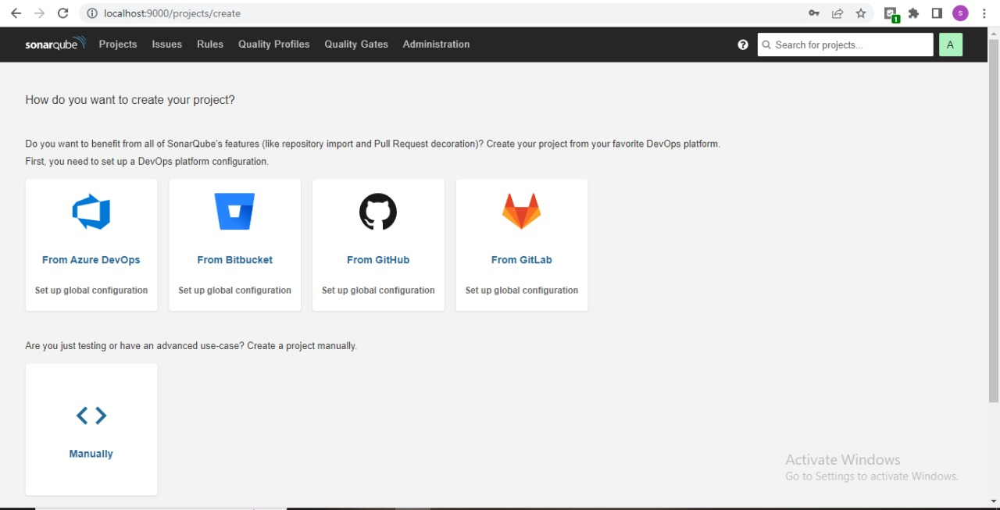 localhost:9000/projects/create
1
S
sonarqube Projects Issues Rules Quality Profiles Quality Gates Administration ? Search for projects... A
How do you want to create your project?
Do you want to benefit from all of SonarQube's features (like repository import and Pull Request decoration)? Create your project from your favorite DevOps platform.
First, you need to set up a DevOps platform configuration.
From Azure DevOps From Bitbucket From GitHub From GitLab
Set up global configuration Set up global configuration Set up global configuration Set up global configuration
Are you just testing or have an advanced use-case? Create a project manually.
Manually
Activate Windows
Go to Settings to activate Windows.